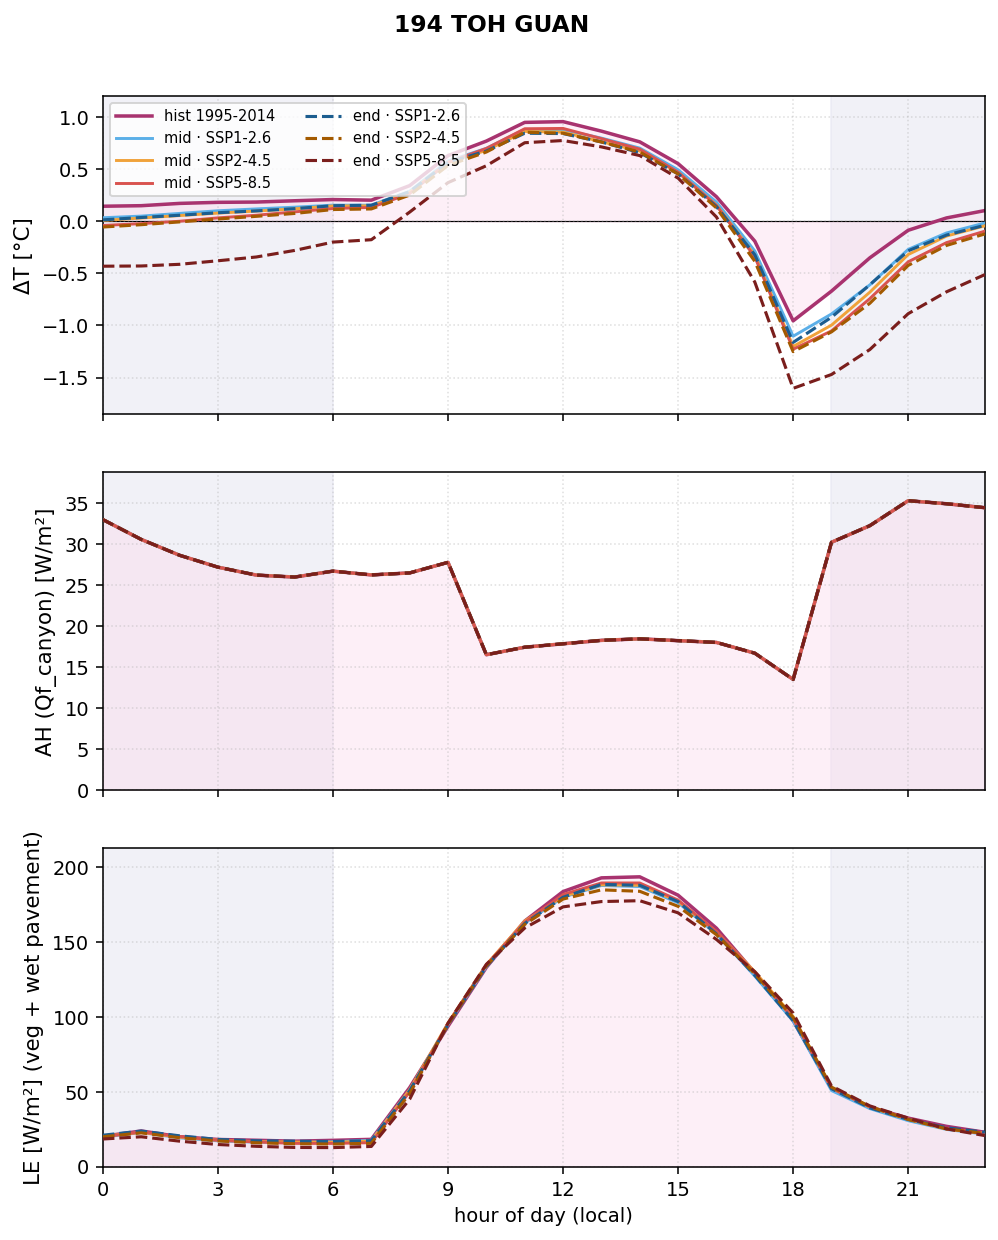 194 TOH GUAN
hist 1995-2014
mid · SSP1-2.6
mid · SSP2-4.5
mid · SSP5-8.5
end · SSP1-2.6
end · SSP2-4.5
end · SSP5-8.5
ΔT [°C]
1.0
0.5
0.0
−0.5
−1.0
−1.5
AH (Qf_canyon) [W/m²]
35
30
25
20
15
10
5
0
LE [W/m²] (veg + wet pavement)
200
150
100
50
0
0 3 6 9 12 15 18 21
hour of day (local)